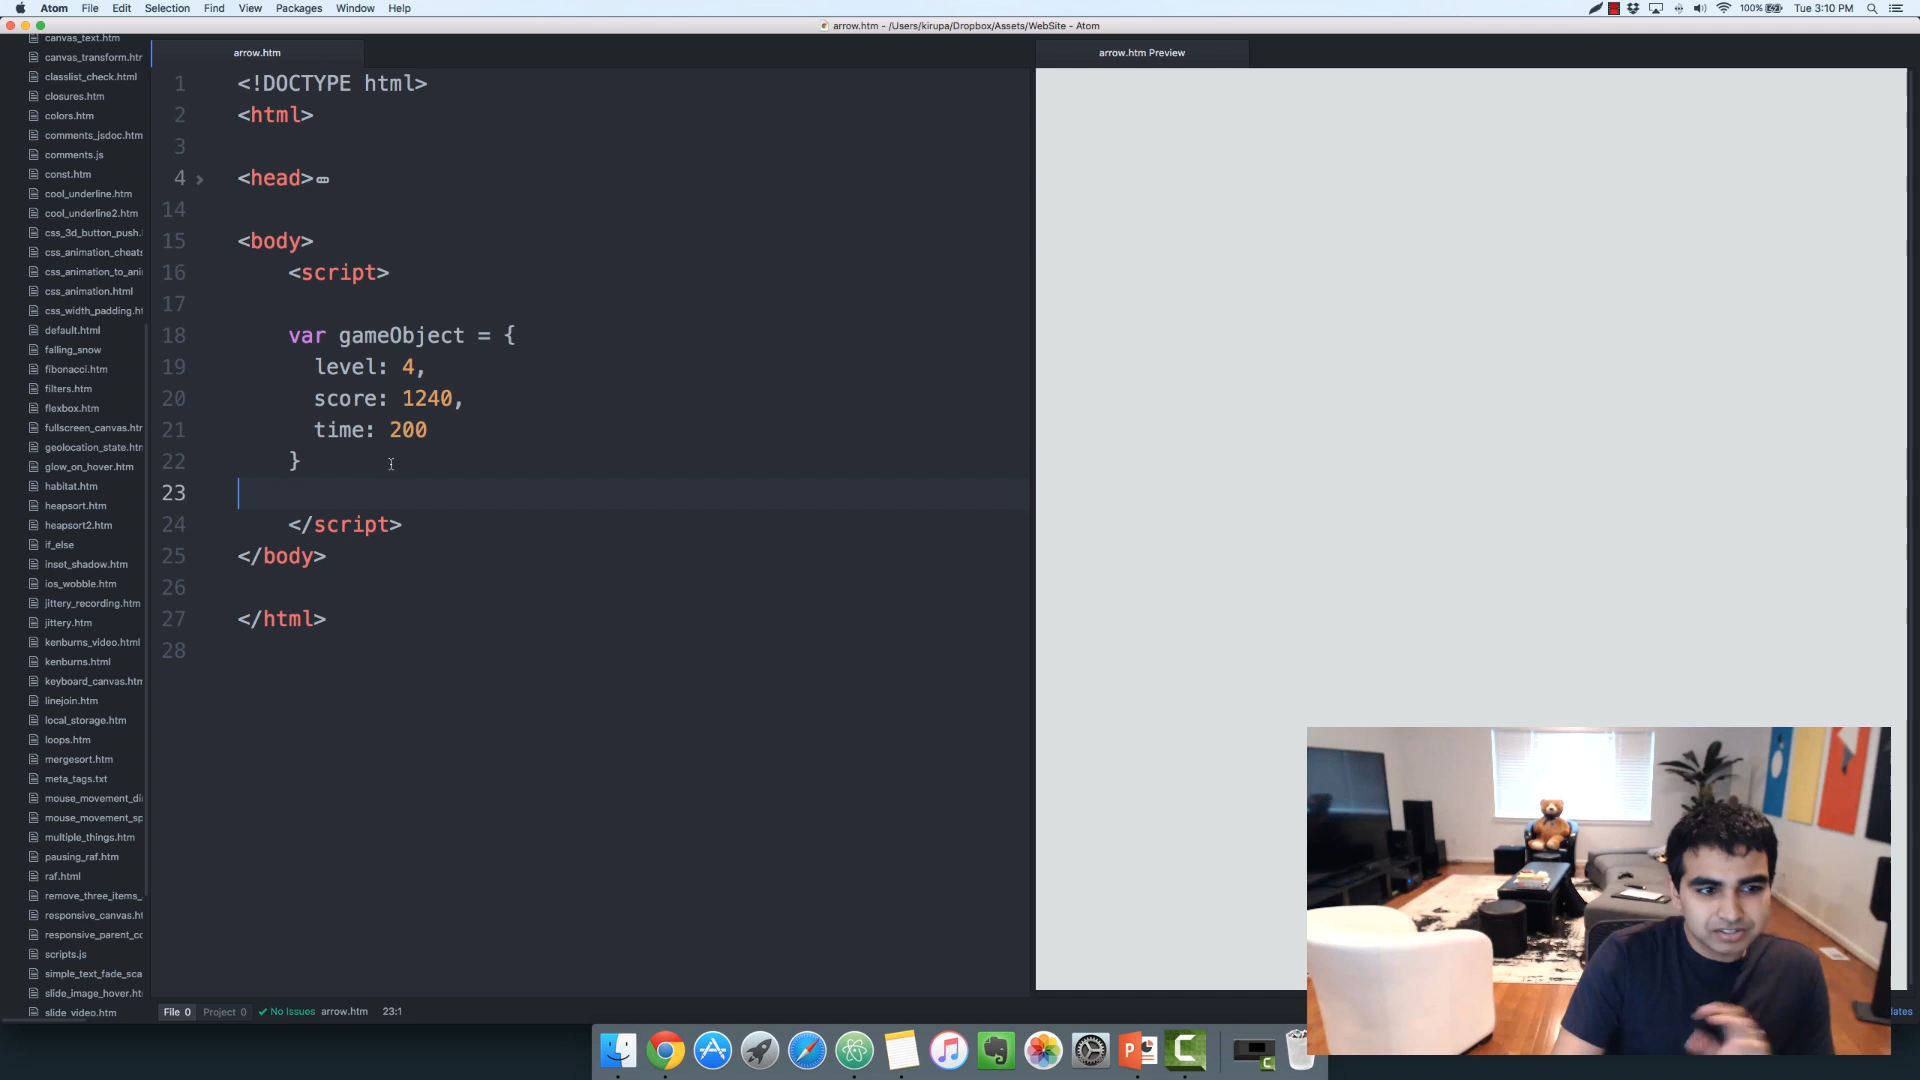 Atom File Edit Selection Find View Packages Window Help
100% Tue 3:10 PM
arrow.htm - /Users/kirupa/Dropbox/Assets/WebSite - Atom
canvas_text.htm
canvas_transform.htm
classlist_check.html
closures.htm
colors.htm
comments_jsdoc.htm
comments.js
const.htm
cool_underline.htm
cool_underline2.htm
css_3d_button_push.
css_animation_cheats
css_animation_to_ani
css_animation.html
css_width_padding.ht
default.html
falling_snow
fibonacci.htm
filters.htm
flexbox.htm
fullscreen_canvas.htm
geolocation_state.htm
glow_on_hover.htm
habitat.htm
heapsort.htm
heapsort2.htm
if_else
inset_shadow.htm
ios_wobble.htm
jittery_recording.htm
jittery.htm
kenburns_video.html
kenburns.html
keyboard_canvas.htm
linejoin.htm
local_storage.htm
loops.htm
mergesort.htm
meta_tags.txt
mouse_movement_di
mouse_movement_sp
multiple_things.htm
pausing_raf.htm
raf.html
remove_three_items_
responsive_canvas.ht
responsive_parent_cc
scripts.js
simple_text_fade_sca
slide_image_hover.ht
slide_video.htm
arrow.htm
1 <!DOCTYPE html>
2 <html>
3
4 <head>
14
15 <body>
16 <script>
17
18 var gameObject = {
19 level: 4,
20 score: 1240,
21 time: 200
22 }
23
24 </script>
25 </body>
26
27 </html>
28
arrow.htm Preview
File 0 Project 0 No Issues arrow.htm 23:1
dates